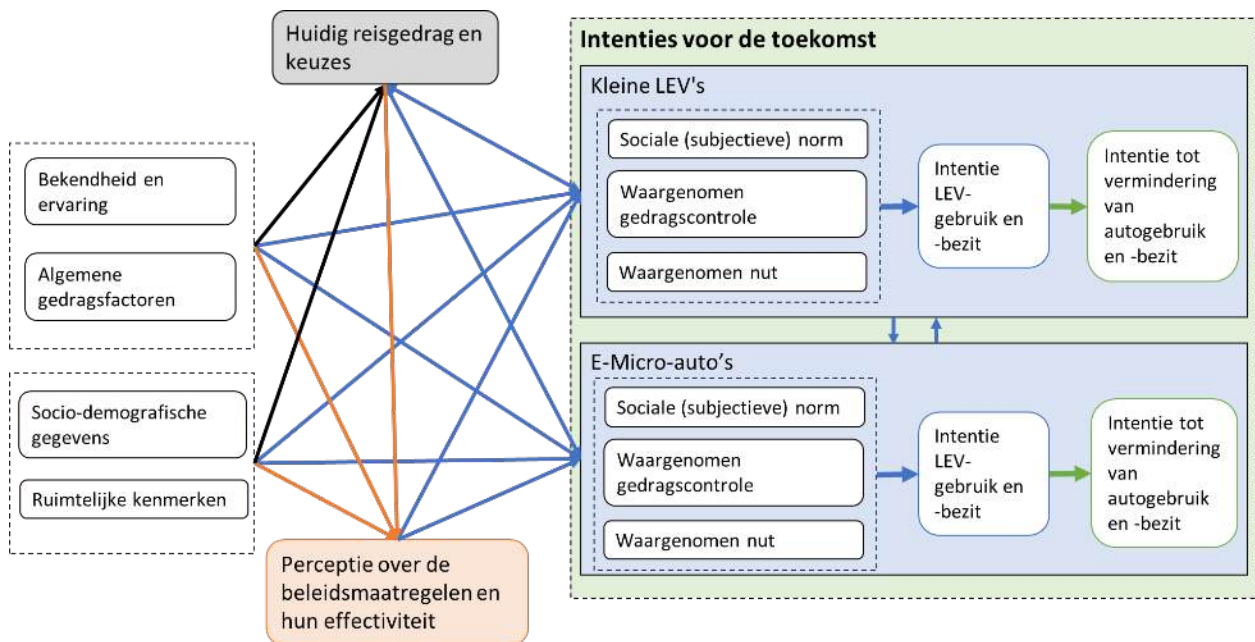 Huidig reisgedrag en
keuzes
Bekendheid en
ervaring
Algemene
gedragsfactoren
Socio-demografische
gegevens
Ruimtelijke kenmerken
Perceptie over de
beleidsmaatregelen en
hun effectiviteit
Intenties voor de toekomst
Kleine LEV's
Sociale (subjectieve) norm
Waargenomen
gedragscontrole
Waargenomen nut
Intentie
LEV-
gebruik en
-bezit
Intentie tot
vermindering
van
autogebruik
en -bezit
E-Micro-auto’s
Sociale (subjectieve) norm
Waargenomen
gedragscontrole
Waargenomen nut
Intentie
LEV-
gebruik en
-bezit
Intentie tot
vermindering
van
autogebruik
en -bezit